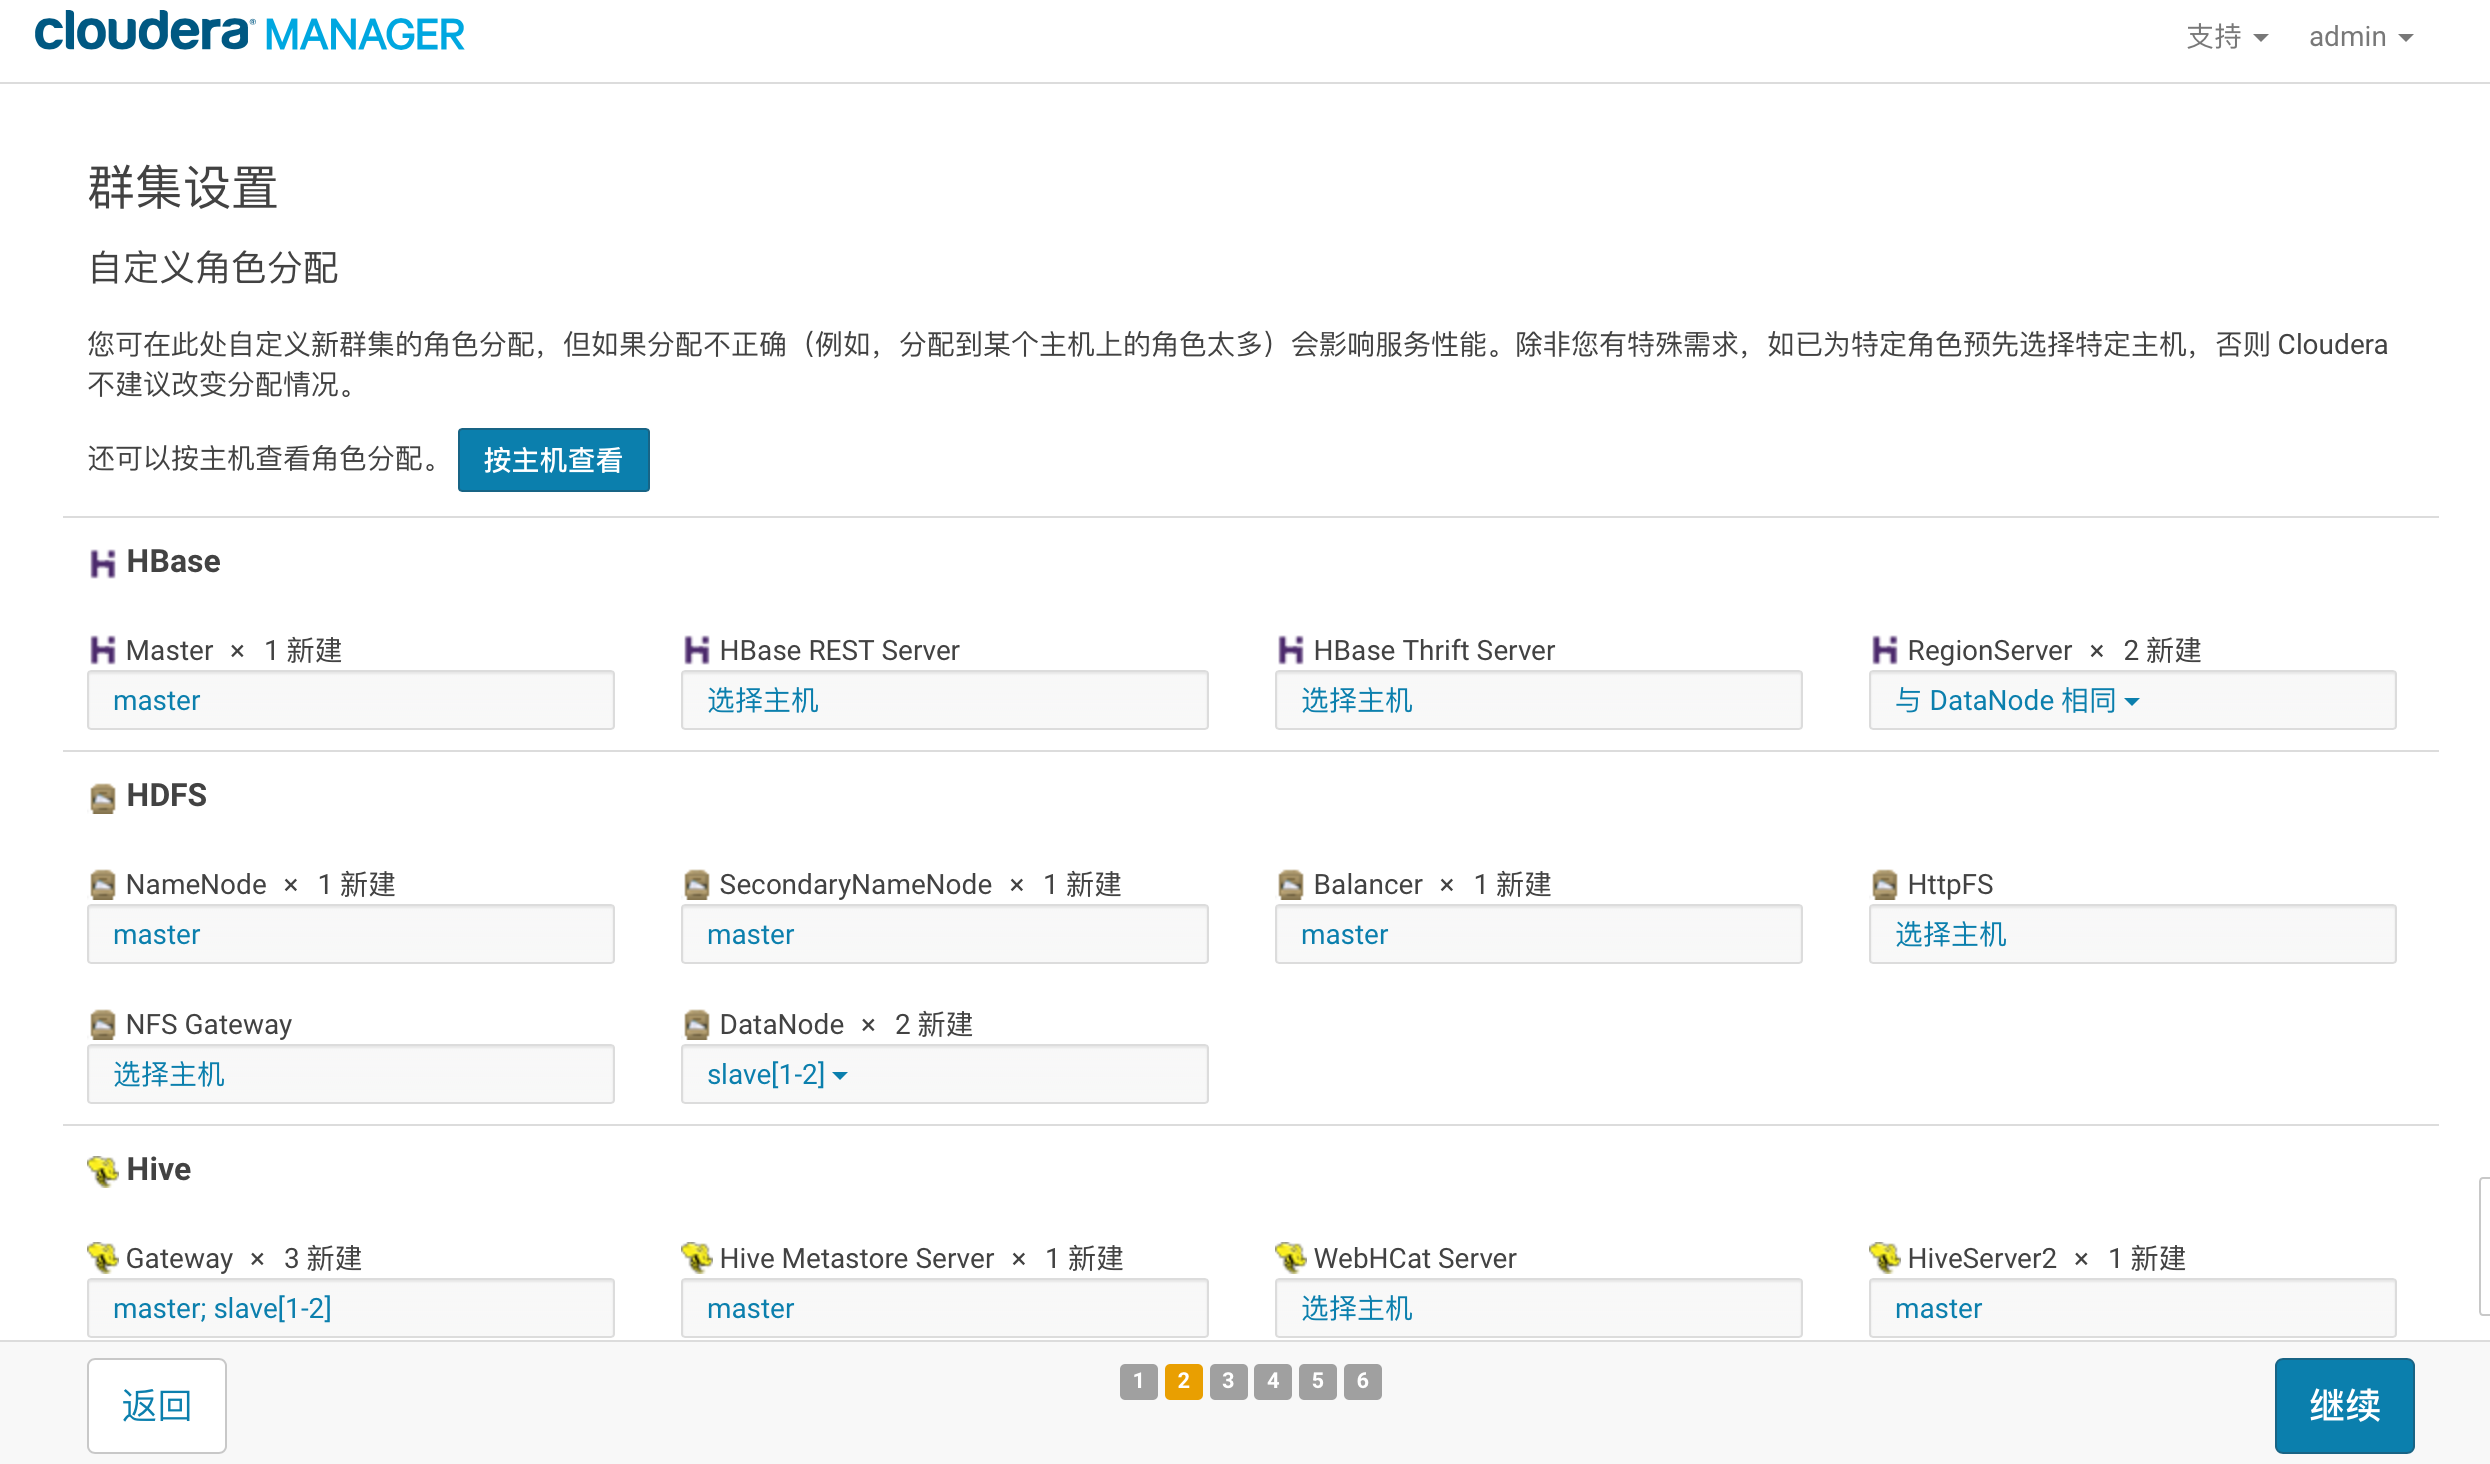 cloudera MANAGER
支持
admin
群集设置
自定义角色分配
您可在此处自定义新群集的角色分配，但如果分配不正确（例如，分配到某个主机上的角色太多）会影响服务性能。除非您有特殊需求，如已为特定角色预先选择特定主机，否则 Cloudera
不建议改变分配情况。
还可以按主机查看角色分配。 按主机查看
HBase
Master × 1 新建
master
HBase REST Server
选择主机
HBase Thrift Server
选择主机
RegionServer × 2 新建
与 DataNode 相同
HDFS
NameNode × 1 新建
master
SecondaryNameNode × 1 新建
master
Balancer × 1 新建
master
HttpFS
选择主机
NFS Gateway
选择主机
DataNode × 2 新建
slave[1-2]
Hive
Gateway × 3 新建
master; slave[1-2]
Hive Metastore Server × 1 新建
master
WebHCat Server
选择主机
HiveServer2 × 1 新建
master
返回
1 2 3 4 5 6
继续